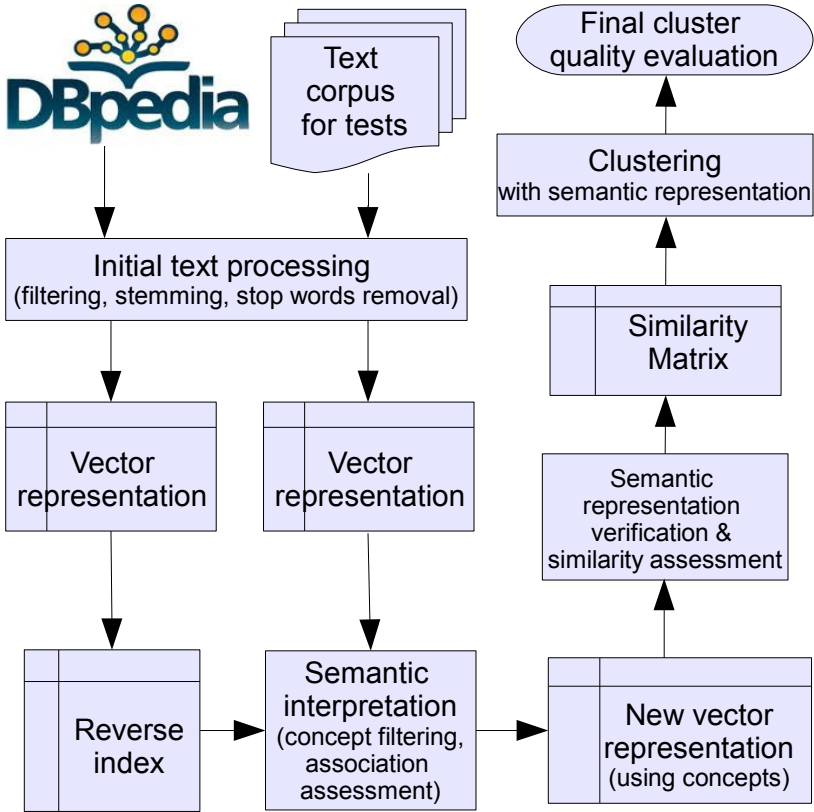 DBpedia
Text
corpus
for tests
Initial text processing
(filtering, stemming, stop words removal)
Vector
representation
Vector
representation
Reverse
index
Semantic
interpretation
(concept filtering,
association
assessment)
New vector
representation
(using concepts)
Semantic
representation
verification &
similarity assessment
Similarity
Matrix
Clustering
with semantic representation
Final cluster
quality evaluation